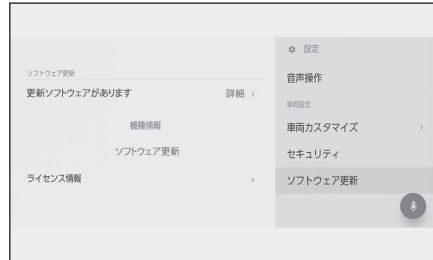 ソフトウェア更新
更新ソフトウェアがあります
詳細
機種情報
ソフトウェア更新
ライセンス情報
設定
音声操作
車両設定
車両カスタマイズ
セキュリティ
ソフトウェア更新